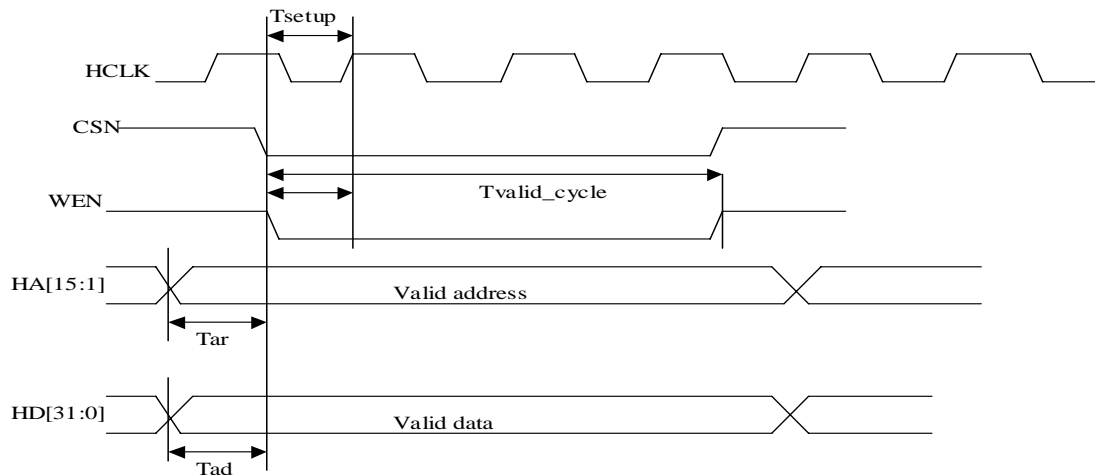 Tsetup
HCLK
CSN
Tvalid_cycle
WEN
HA[15:1]
Valid address
Tar
HD[31:0]
Valid data
Tad